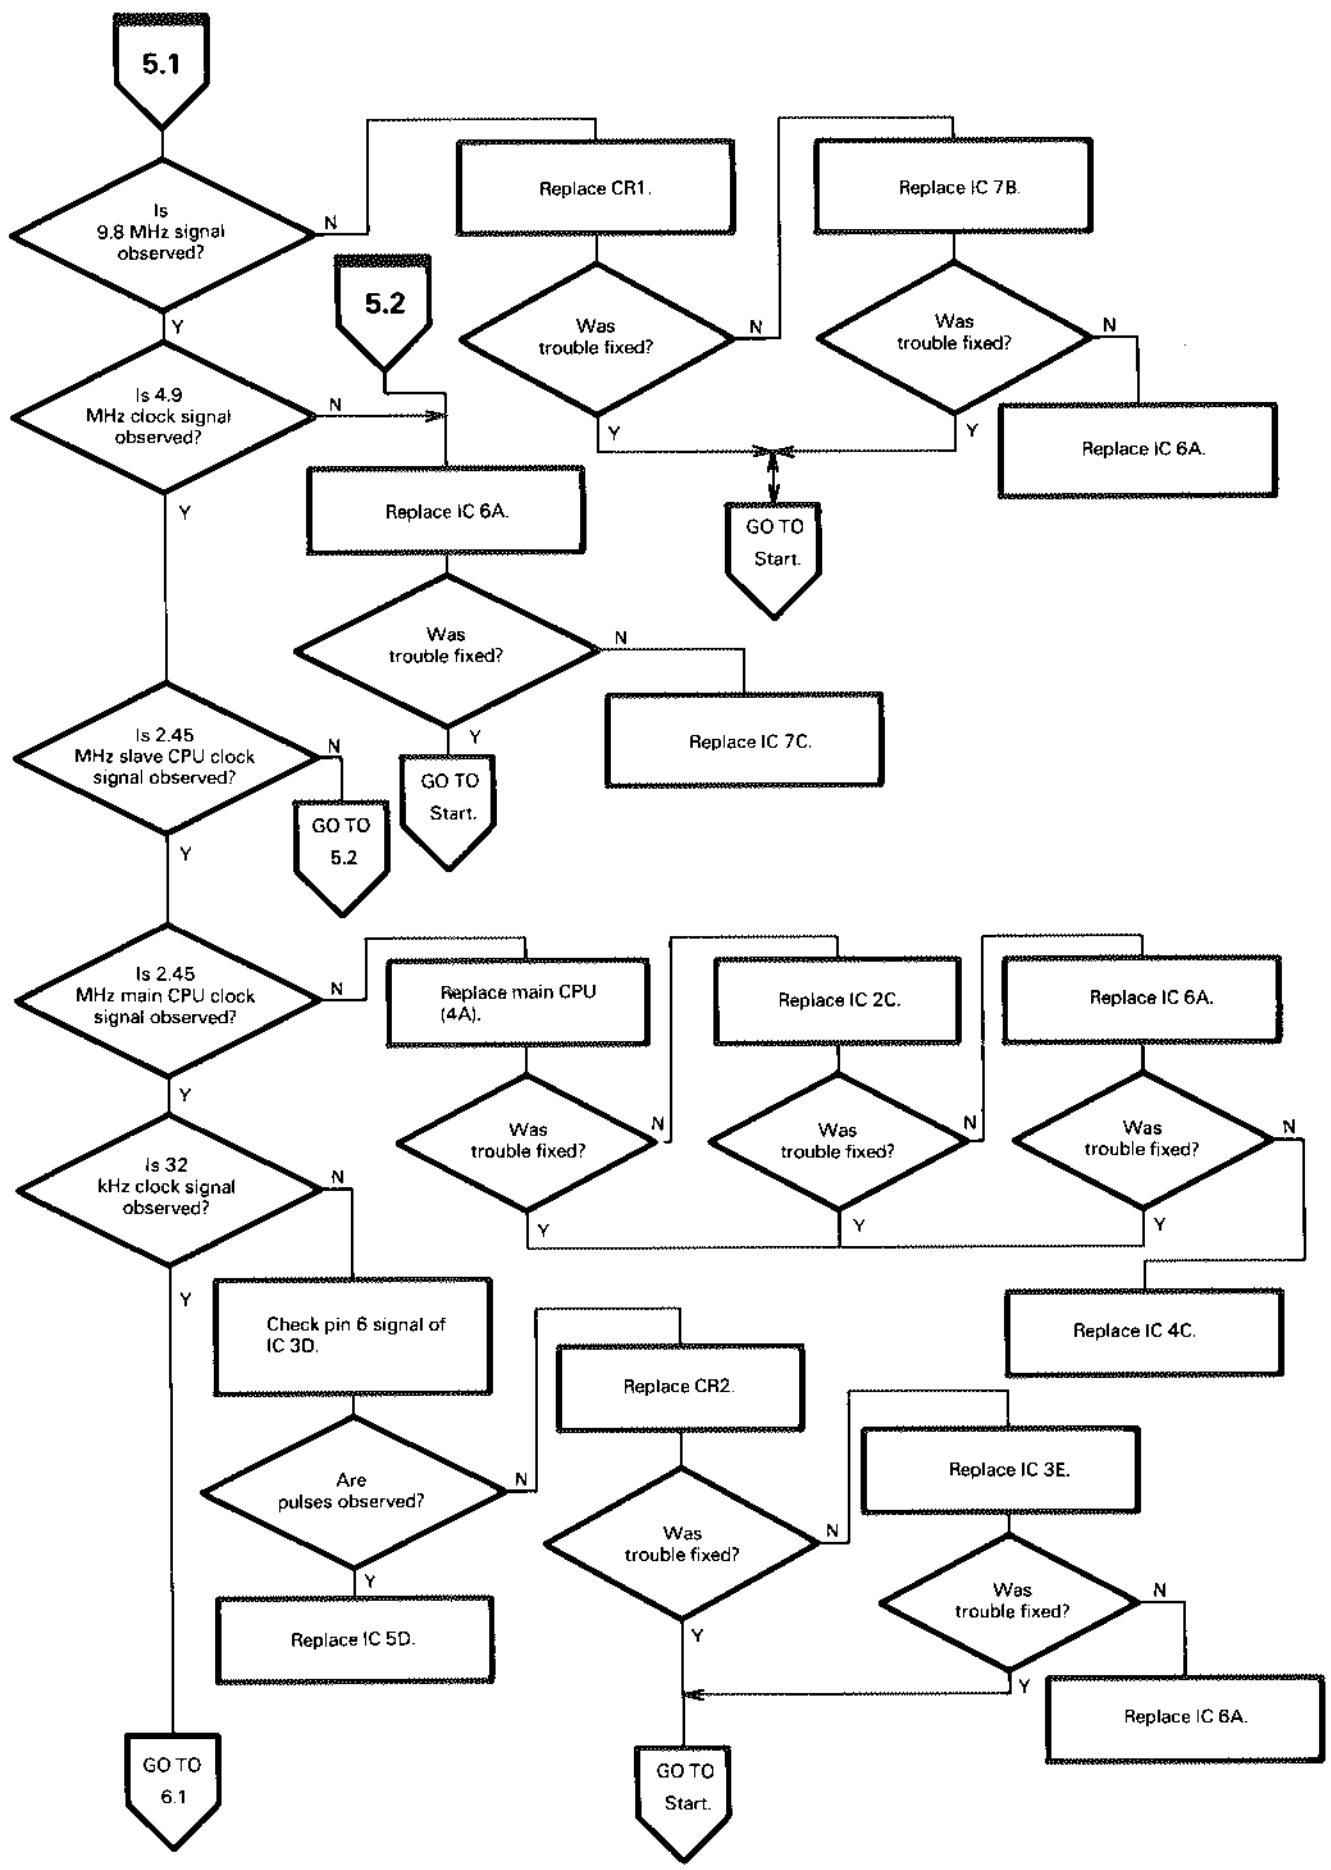 5.1
Is
9.8 MHz signal
observed?
N
Y
Replace CR1.
Was
trouble fixed?
N
Y
Replace IC 7B.
Was
trouble fixed?
N
Y
Replace IC 6A.
GO TO
Start.
5.2
Is 4.9
MHz clock signal
observed?
N
Y
Replace IC 6A.
Was
trouble fixed?
N
Y
Replace IC 7C.
GO TO
Start.
Is 2.45
MHz slave CPU clock
signal observed?
N
Y
GO TO
5.2
Is 2.45
MHz main CPU clock
signal observed?
N
Y
Replace main CPU
(4A).
Was
trouble fixed?
N
Y
Replace IC 2C.
Was
trouble fixed?
N
Y
Replace IC 6A.
Was
trouble fixed?
N
Y
Replace IC 4C.
Is 32
kHz clock signal
observed?
N
Y
Check pin 6 signal of
IC 3D.
Are
pulses observed?
N
Y
Replace IC 5D.
Replace CR2.
Was
trouble fixed?
N
Y
Replace IC 3E.
Was
trouble fixed?
N
Y
Replace IC 6A.
GO TO
6.1
GO TO
Start.